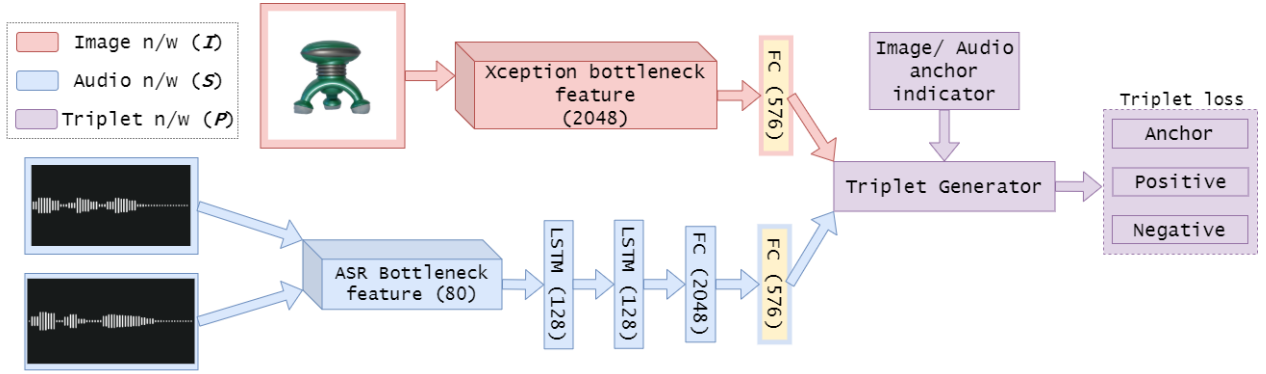 Image n/w (I)
Audio n/w (S)
Triplet n/w (P)
Xception bottleneck
feature
(2048)
FC (576)
Image/ Audio
anchor
indicator
Triplet Generator
Triplet loss
Anchor
Positive
Negative
ASR Bottleneck
feature (80)
LSTM (128)
LSTM (128)
FC (2048)
FC (576)